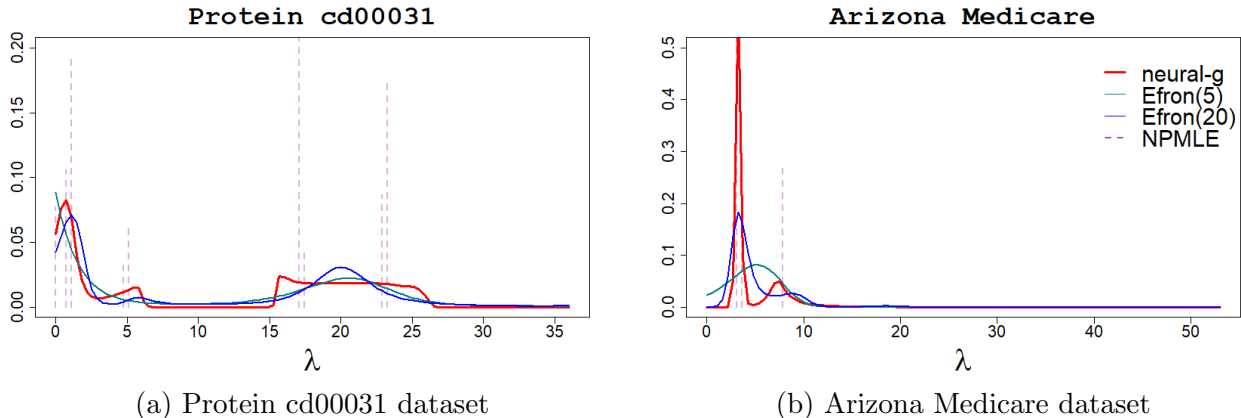 Protein cd00031
0.20
0.15
0.10
0.05
0.00
0 5 10 15 20 25 30 35
λ
(a) Protein cd00031 dataset
Arizona Medicare
0.5
0.4
0.3
0.2
0.1
0.0
neural-g
Efron(5)
Efron(20)
NPMLE
0 10 20 30 40 50
λ
(b) Arizona Medicare dataset